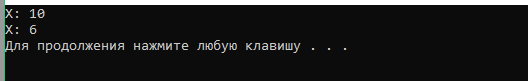 X: 10
X: 6
Для продолжения нажмите любую клавишу . . .